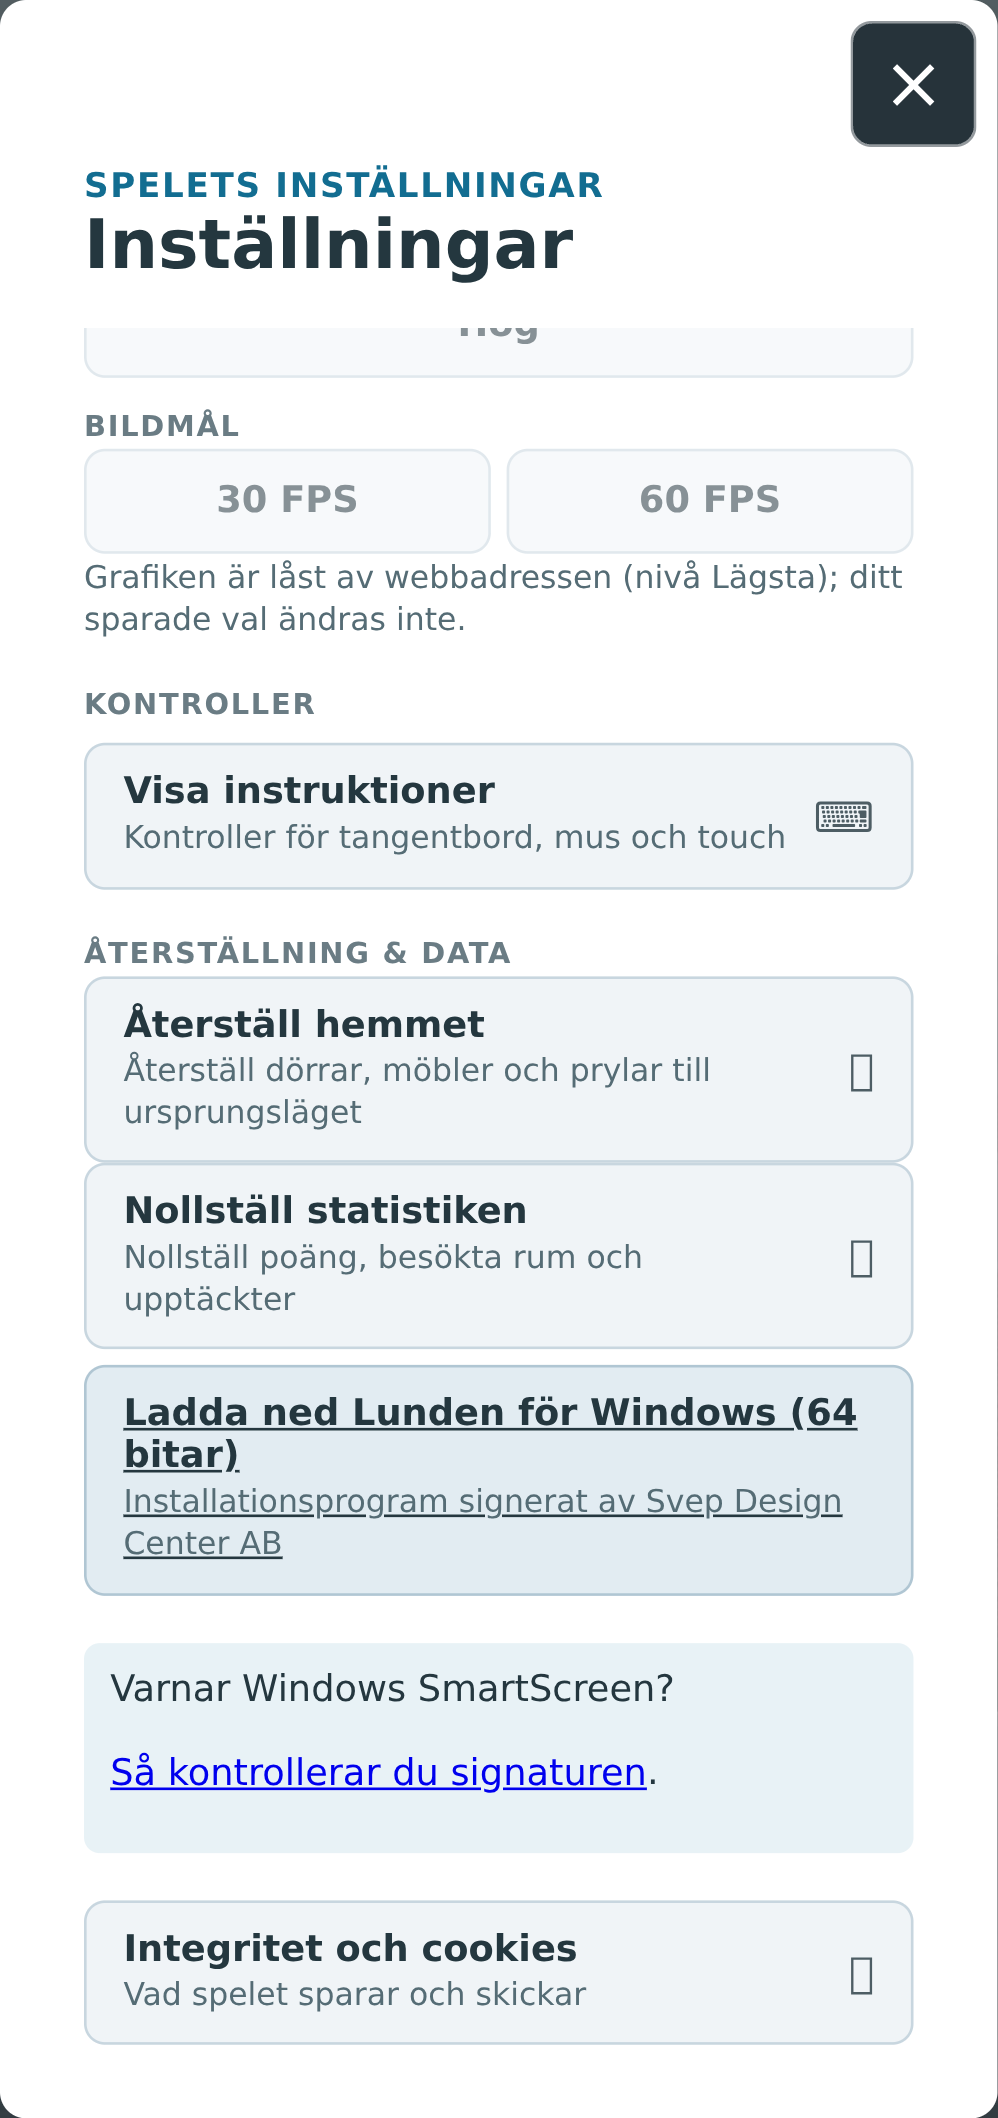 SPELETS INSTÄLLNINGAR
Inställningar
BILDMÅL
30 FPS
60 FPS
Grafiken är låst av webbadressen (nivå Lägsta); ditt
sparade val ändras inte.
KONTROLLER
Visa instruktioner
Kontroller för tangentbord, mus och touch
ÅTERSTÄLLNING & DATA
Återställ hemmet
Återställ dörrar, möbler och prylar till
ursprungsläget
Nollställ statistiken
Nollställ poäng, besökta rum och
upptäckter
Ladda ned Lunden för Windows (64
bitar)
Installationsprogram signerat av Svep Design
Center AB
Varnar Windows SmartScreen?
Så kontrollerar du signaturen.
Integritet och cookies
Vad spelet sparar och skickar